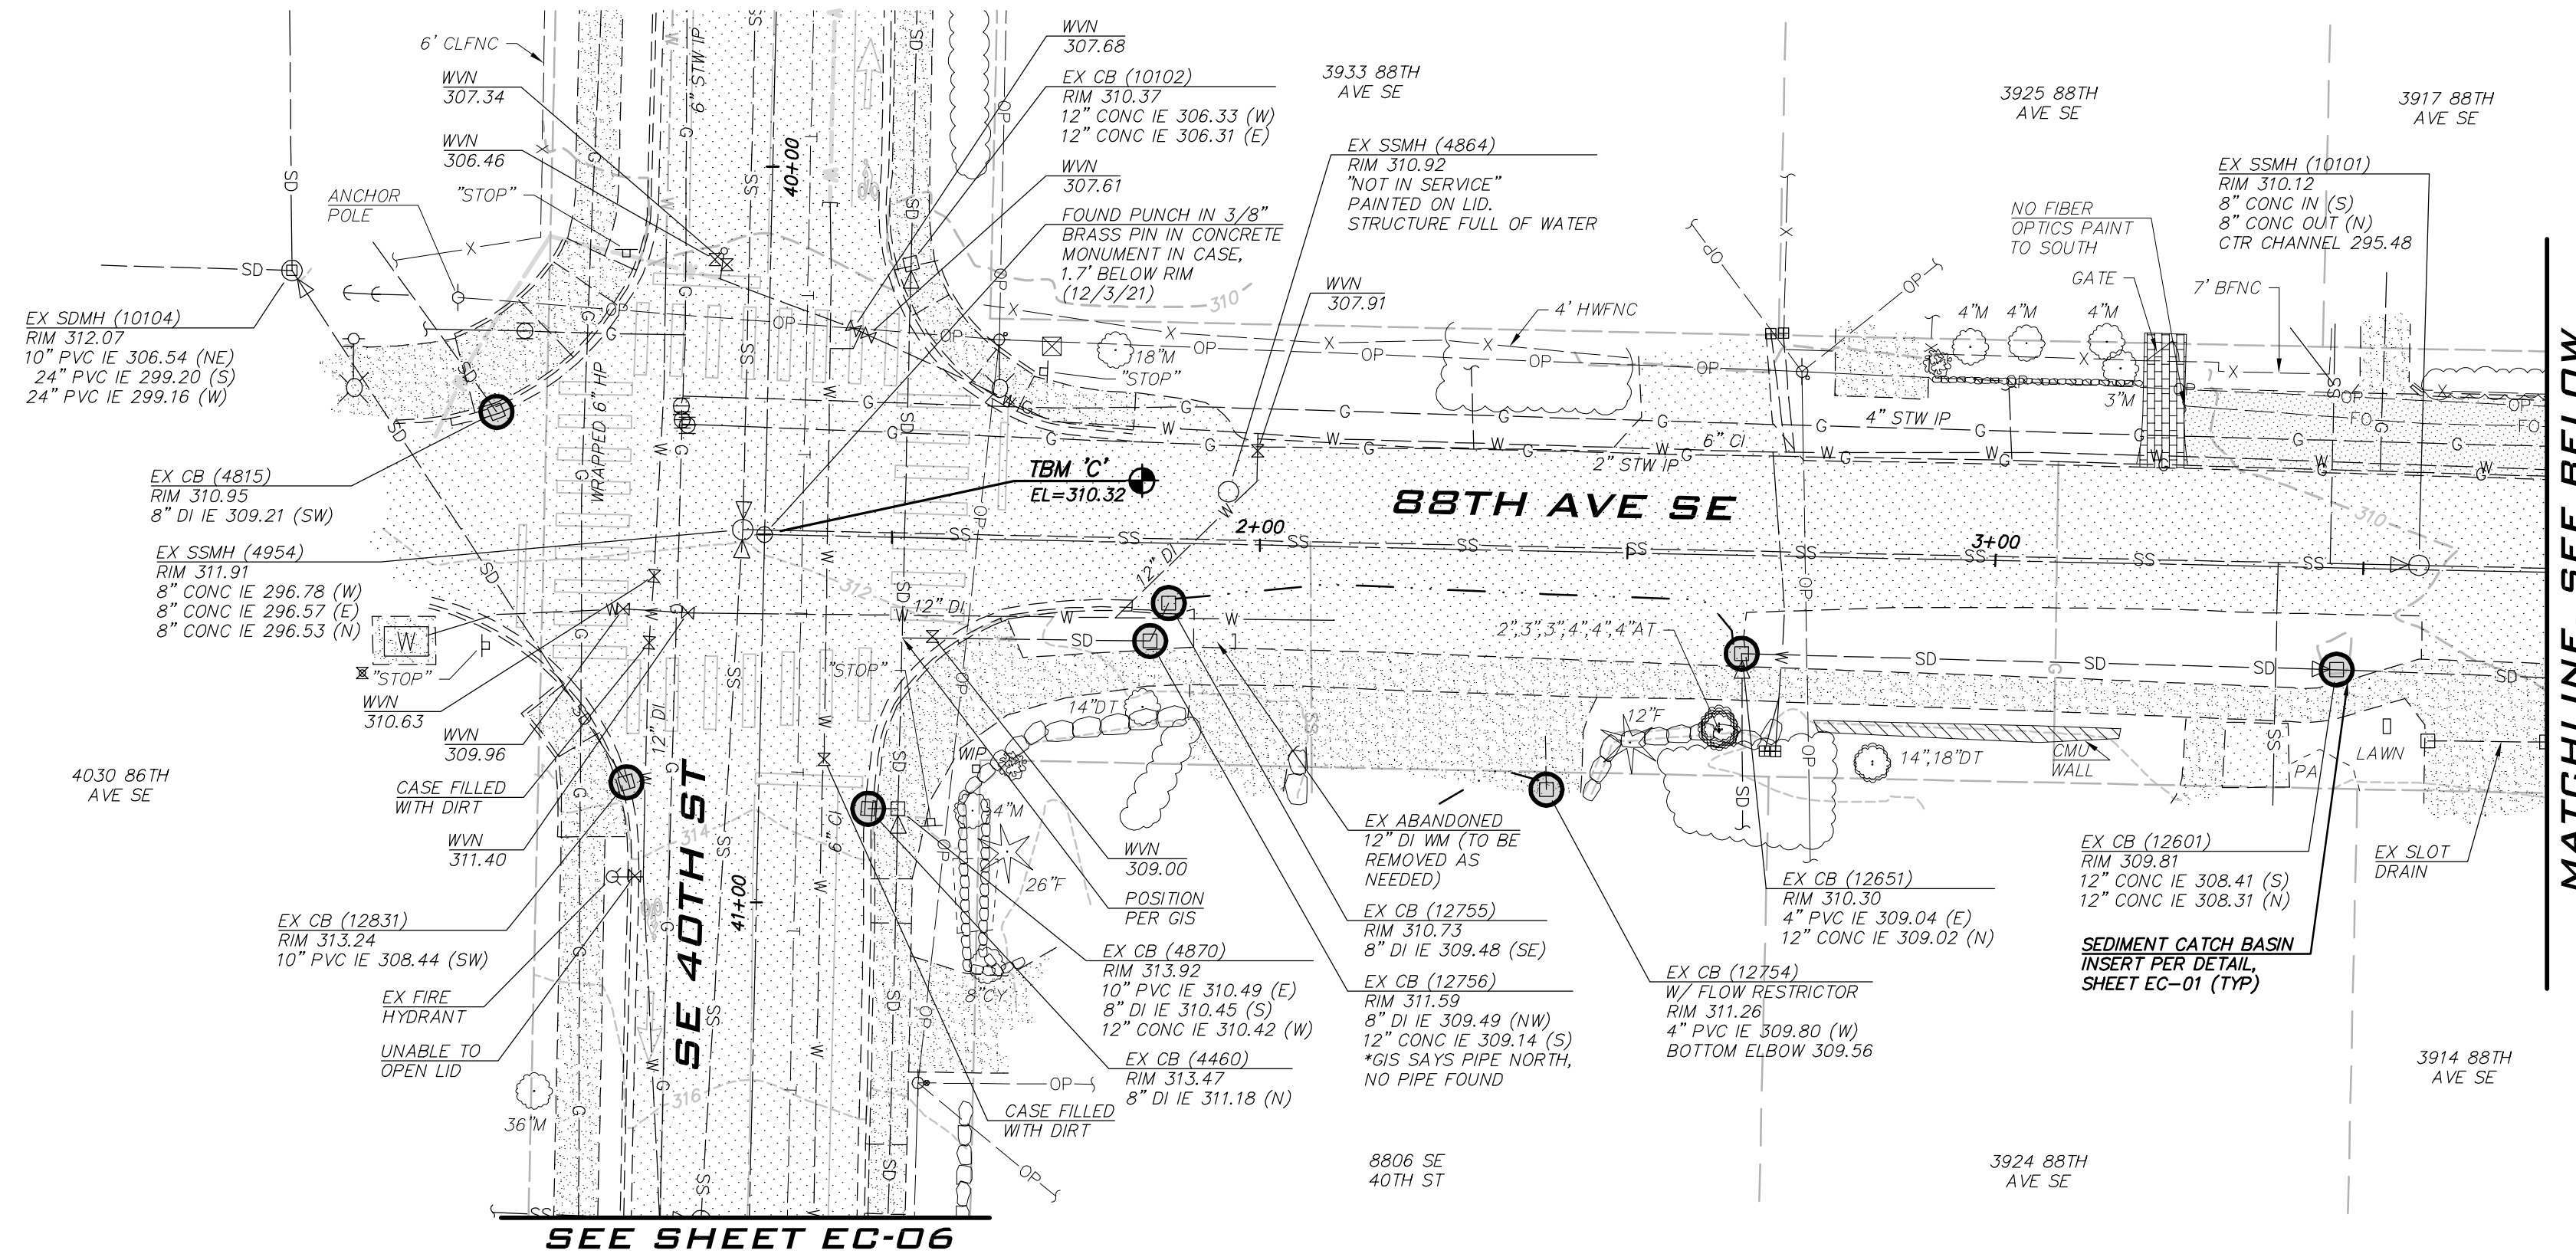 6' CLFNC
WVN
307.34
WVN
306.46
"STOP"
ANCHOR
POLE
6" STW IP
40+00
WVN
307.68
EX CB (10102)
RIM 310.37
12" CONC IE 306.33 (W)
12" CONC IE 306.31 (E)
WVN
307.61
FOUND PUNCH IN 3/8"
BRASS PIN IN CONCRETE
MONUMENT IN CASE,
1.7' BELOW RIM
(12/3/21)
3933 88TH
AVE SE
EX SSMH (4864)
RIM 310.92
"NOT IN SERVICE"
PAINTED ON LID.
STRUCTURE FULL OF WATER
WVN
307.91
3925 88TH
AVE SE
3917 88TH
AVE SE
EX SSMH (10101)
RIM 310.12
8" CONC IN (S)
8" CONC OUT (N)
CTR CHANNEL 295.48
NO FIBER
OPTICS PAINT
TO SOUTH
GATE
7' BFNC
4"M
4"M
4"M
3"M
4' HWFNC
310
18"M
"STOP"
4" STW IP
6" CI
2" STW IP
EX SDMH (10104)
RIM 312.07
10" PVC IE 306.54 (NE)
24" PVC IE 299.20 (S)
24" PVC IE 299.16 (W)
WRAPPED 6" HP
EX CB (4815)
RIM 310.95
8" DI IE 309.21 (SW)
EX SSMH (4954)
RIM 311.91
8" CONC IE 296.78 (W)
8" CONC IE 296.57 (E)
8" CONC IE 296.53 (N)
TBM 'C'
EL=310.32
88TH AVE SE
2+00
3+00
310
312
12" DI
12" DI
2",3",3",4",4",4"AT
"STOP"
"STOP"
WVN
310.63
WVN
309.96
CASE FILLED
WITH DIRT
WVN
311.40
12" DI
14"DT
12"F
14",18"DT
CMU
WALL
PA
LAWN
W
WIP
4"M
26"F
8"CY
6" CI
314
316
36"M
4030 86TH
AVE SE
SE 40TH ST
41+00
EX CB (12831)
RIM 313.24
10" PVC IE 308.44 (SW)
EX FIRE
HYDRANT
UNABLE TO
OPEN LID
WVN
309.00
POSITION
PER GIS
EX CB (4870)
RIM 313.92
10" PVC IE 310.49 (E)
8" DI IE 310.45 (S)
12" CONC IE 310.42 (W)
EX CB (4460)
RIM 313.47
8" DI IE 311.18 (N)
CASE FILLED
WITH DIRT
EX ABANDONED
12" DI WM (TO BE
REMOVED AS
NEEDED)
EX CB (12755)
RIM 310.73
8" DI IE 309.48 (SE)
EX CB (12756)
RIM 311.59
8" DI IE 309.49 (NW)
12" CONC IE 309.14 (S)
*GIS SAYS PIPE NORTH,
NO PIPE FOUND
EX CB (12754)
W/ FLOW RESTRICTOR
RIM 311.26
4" PVC IE 309.80 (W)
BOTTOM ELBOW 309.56
EX CB (12651)
RIM 310.30
4" PVC IE 309.04 (E)
12" CONC IE 309.02 (N)
EX CB (12601)
RIM 309.81
12" CONC IE 308.41 (S)
12" CONC IE 308.31 (N)
SEDIMENT CATCH BASIN
INSERT PER DETAIL,
SHEET EC-01 (TYP)
EX SLOT
DRAIN
3914 88TH
AVE SE
8806 SE
40TH ST
3924 88TH
AVE SE
SEE SHEET EC-06
MATCHLINE SEE BELOW